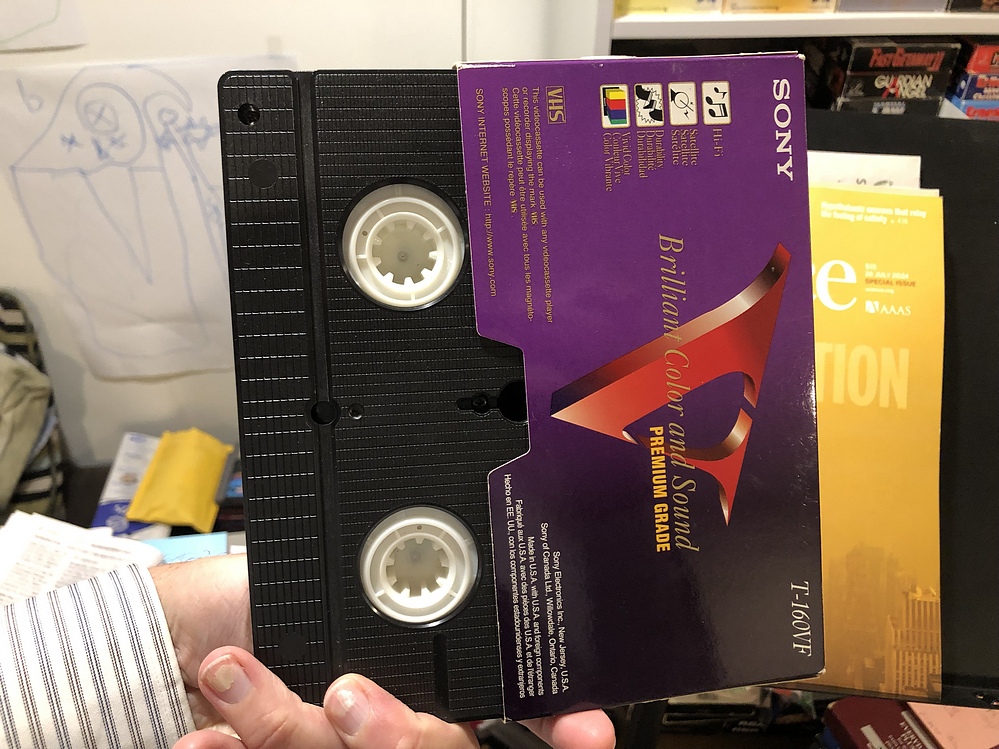 SONY
Hi-Fi
Satellite
Satellite
Satélite
Durability
Durabilité
Durabilidad
Vivid Color
Couleur Vive
Color Vibrante
VHS
This videocassette can be used with any videocassette player
or recorder displaying the mark VHS
Cette vidéocassette peut être utilisée avec tous les magnéto-
scopes possédant le repère VHS
SONY INTERNET WEBSITE : http://www.sony.com
Brilliant Color and Sound
PREMIUM GRADE
T-160VF
Sony Electronics Inc., New Jersey, U.S.A.
Sony of Canada Ltd., Willowdale, Ontario, Canada
Made in U.S.A. with U.S.A. and foreign components
Fabriqué aux U.S.A. avec des pièces des U.S.A. et de l'étranger
Hecho en EE.UU., con los componentes estadounidenses y extranjeros
GUARDIAN
ce
SPECIAL ISSUE
AAAS
TION